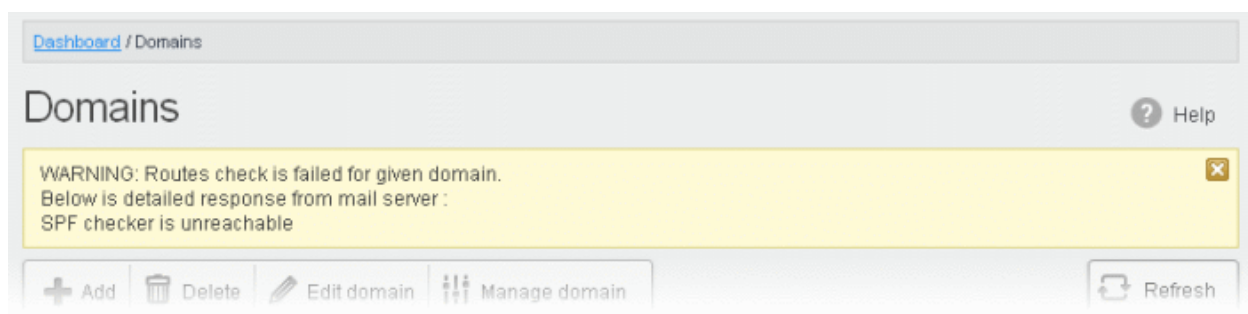 Dashboard / Domains
Domains
Help
WARNING: Routes check is failed for given domain.
Below is detailed response from mail server :
SPF checker is unreachable
Add Delete Edit domain Manage domain Refresh